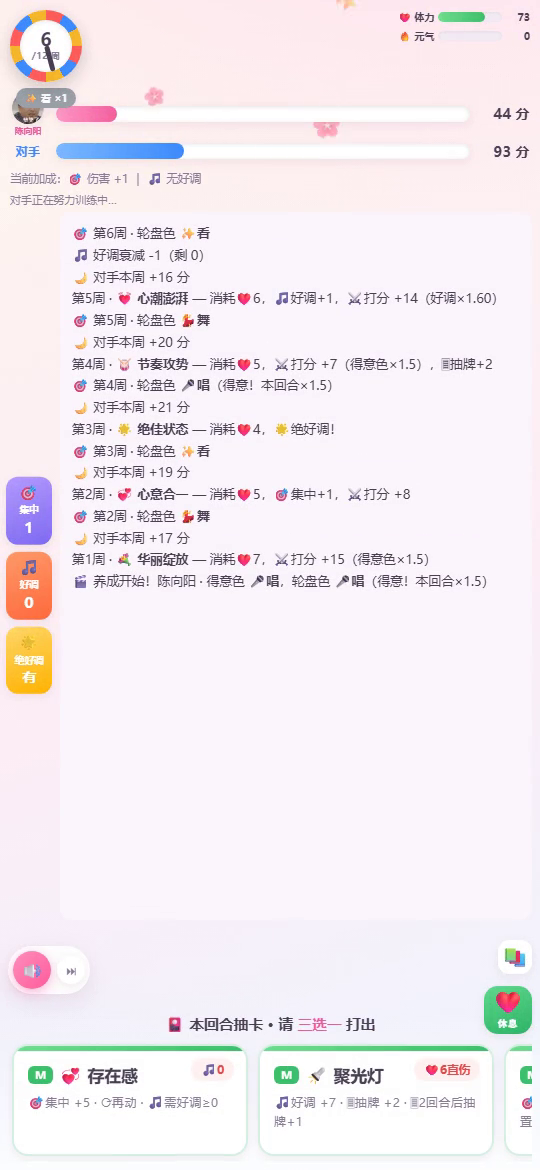 6
/12周
看 ×1
体力 73
元气 0
陈向阳
44 分
对手 93 分
当前加成: 伤害 +1 | 无好调
对手正在努力训练中...
第6周 · 轮盘色 看
好调衰减 -1（剩 0）
对手本周 +16 分
第5周 · 心潮澎湃 — 消耗6, 好调+1, 打分 +14（好调×1.60）
第5周 · 轮盘色 舞
对手本周 +20 分
第4周 · 节奏攻势 — 消耗5, 打分 +7（得意色×1.5）, 抽牌+2
第4周 · 轮盘色 唱（得意！本回合×1.5）
对手本周 +21 分
第3周 · 绝佳状态 — 消耗4, 绝好调!
第3周 · 轮盘色 看
对手本周 +19 分
第2周 · 心意合一 — 消耗5, 集中+1, 打分 +8
第2周 · 轮盘色 舞
对手本周 +17 分
第1周 · 华丽绽放 — 消耗7, 打分 +15（得意色×1.5）
养成开始！陈向阳 · 得意色 唱, 轮盘色 唱（得意！本回合×1.5）
集中
1
好调
0
绝好调
有
休息
本回合抽卡 • 请 三选一 打出
M 存在感 0
集中 +5 · 再动 · 需好调≥0
M 聚光灯 6直伤
好调 +7 · 抽牌 +2 · 2回合后抽
牌+1